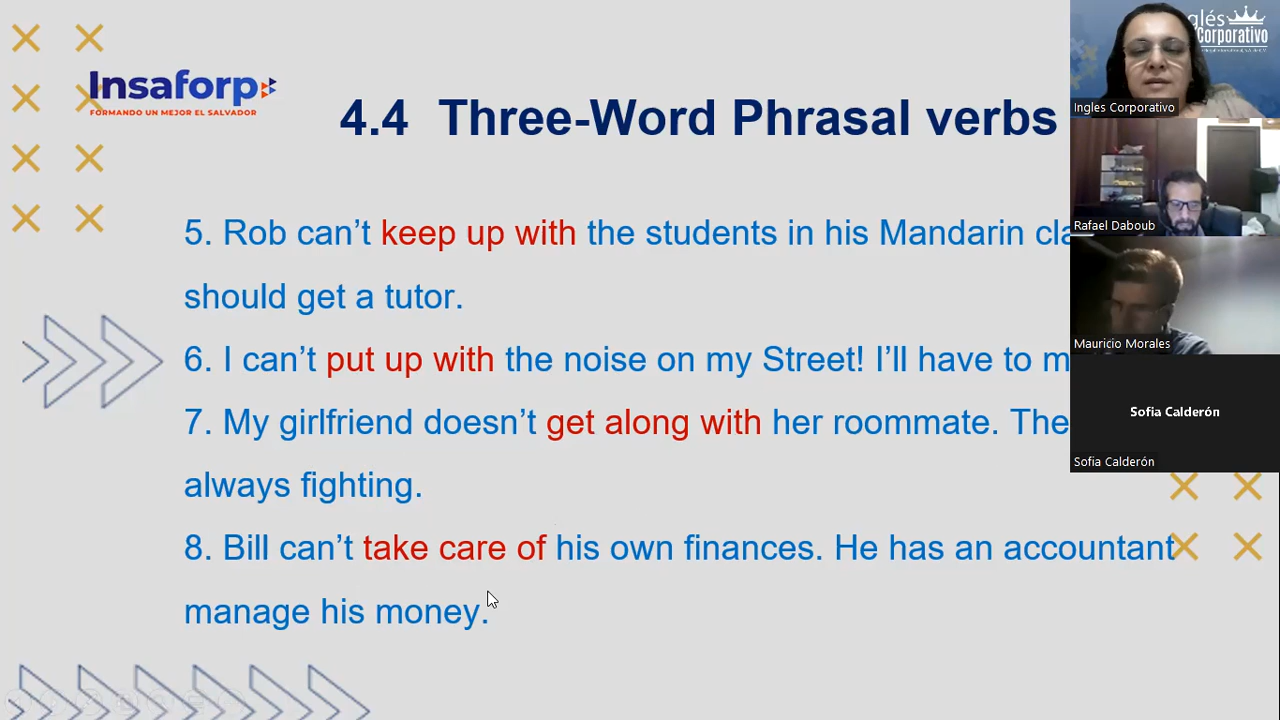 Insaforp
FORMANDO UN MEJOR EL SALVADOR
4.4 Three-Word Phrasal verbs
5. Rob can't keep up with the students in his Mandarin
should get a tutor.
6. I can't put up with the noise on my Street! I'll have to
7. My girlfriend doesn't get along with her roommate.
always fighting.
8. Bill can't take care of his own finances. He has an accountant
manage his money.
Corporativo
Ingles Corporativo
Rafael Daboub
Mauricio Morales
Sofia Calderón
Sofia Calderón